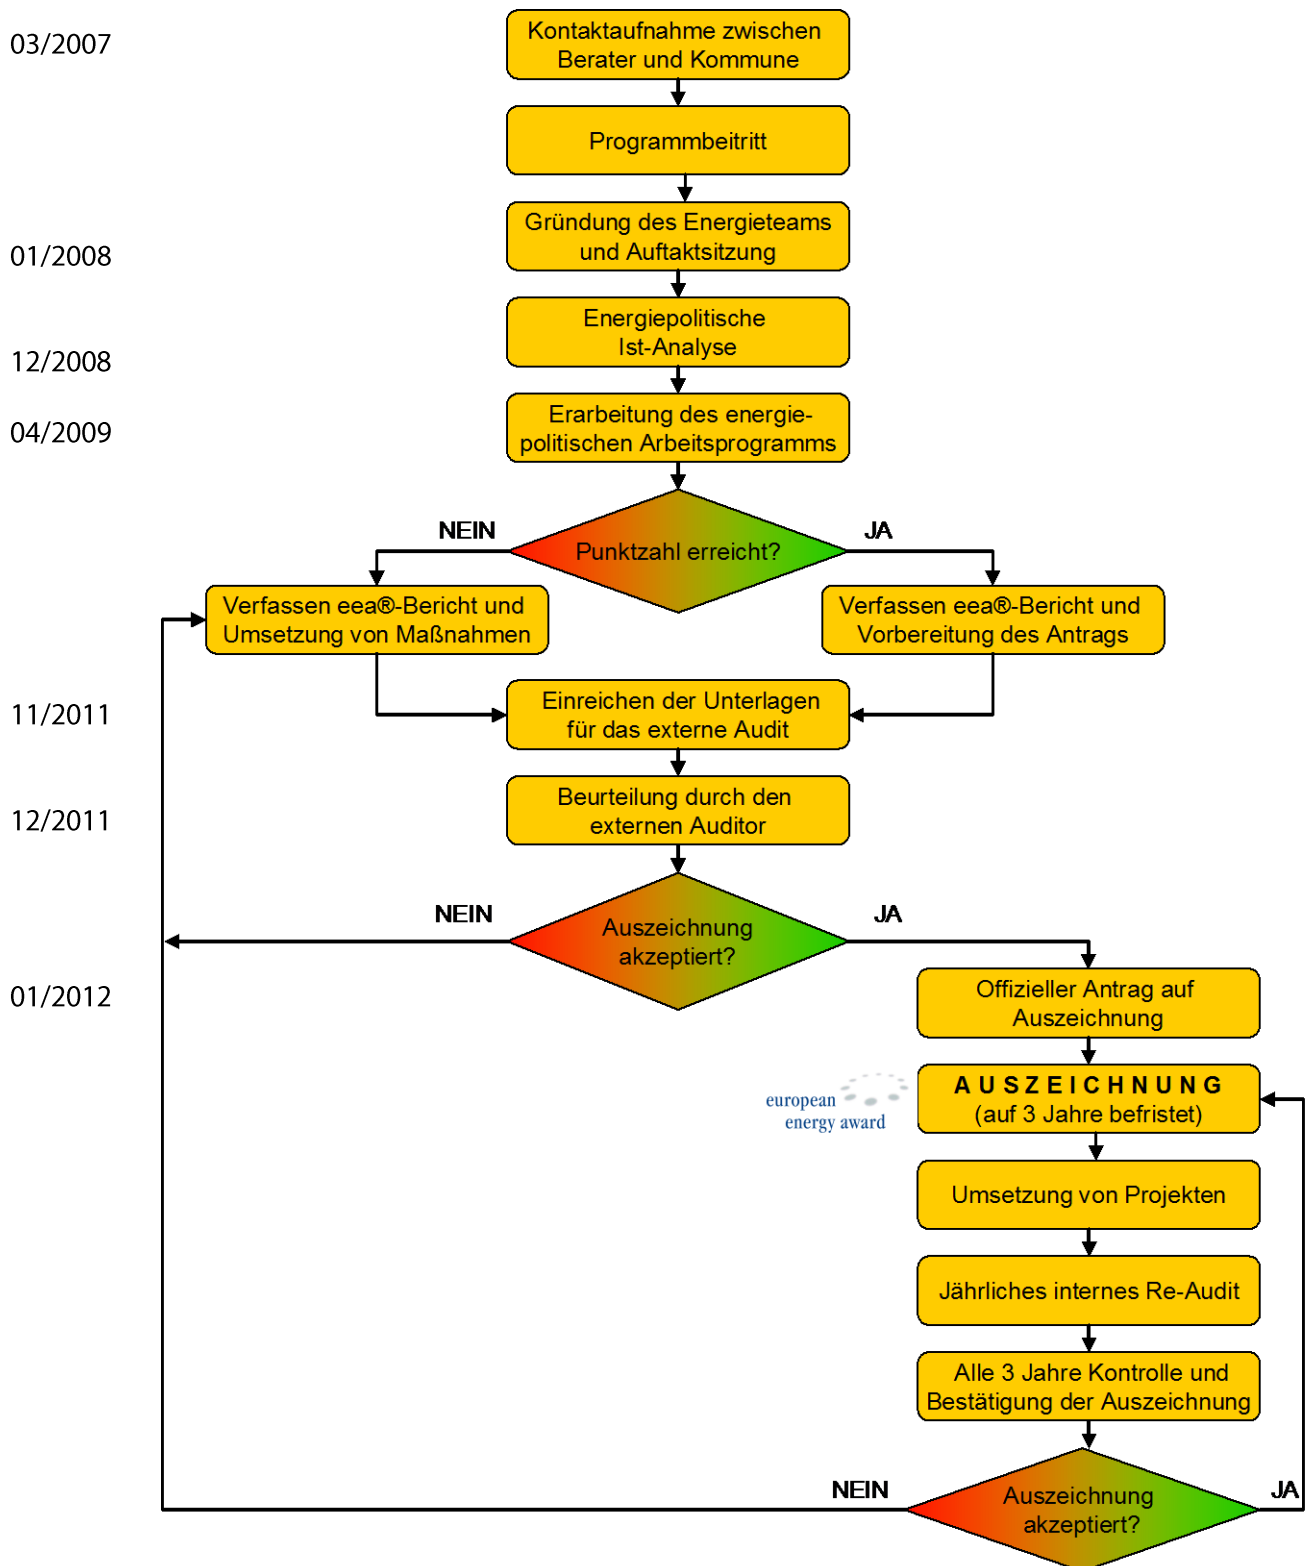 03/2007
Kontaktaufnahme zwischen
Berater und Kommune
Programmbeitritt
Gründung des Energieteams
und Auftaktsitzung
01/2008
Energiepolitische
Ist-Analyse
12/2008
Erarbeitung des energie-
politischen Arbeitsprogramms
04/2009
NEIN
JA
Punktzahl erreicht?
Verfassen eea®-Bericht und
Umsetzung von Maßnahmen
Verfassen eea®-Bericht und
Vorbereitung des Antrags
11/2011
Einreichen der Unterlagen
für das externe Audit
12/2011
Beurteilung durch den
externen Auditor
NEIN
JA
Auszeichnung
akzeptiert?
01/2012
Offizieller Antrag auf
Auszeichnung
european
energy award
A U S Z E I C H N U N G
(auf 3 Jahre befristet)
Umsetzung von Projekten
Jährliches internes Re-Audit
Alle 3 Jahre Kontrolle und
Bestätigung der Auszeichnung
NEIN
JA
Auszeichnung
akzeptiert?